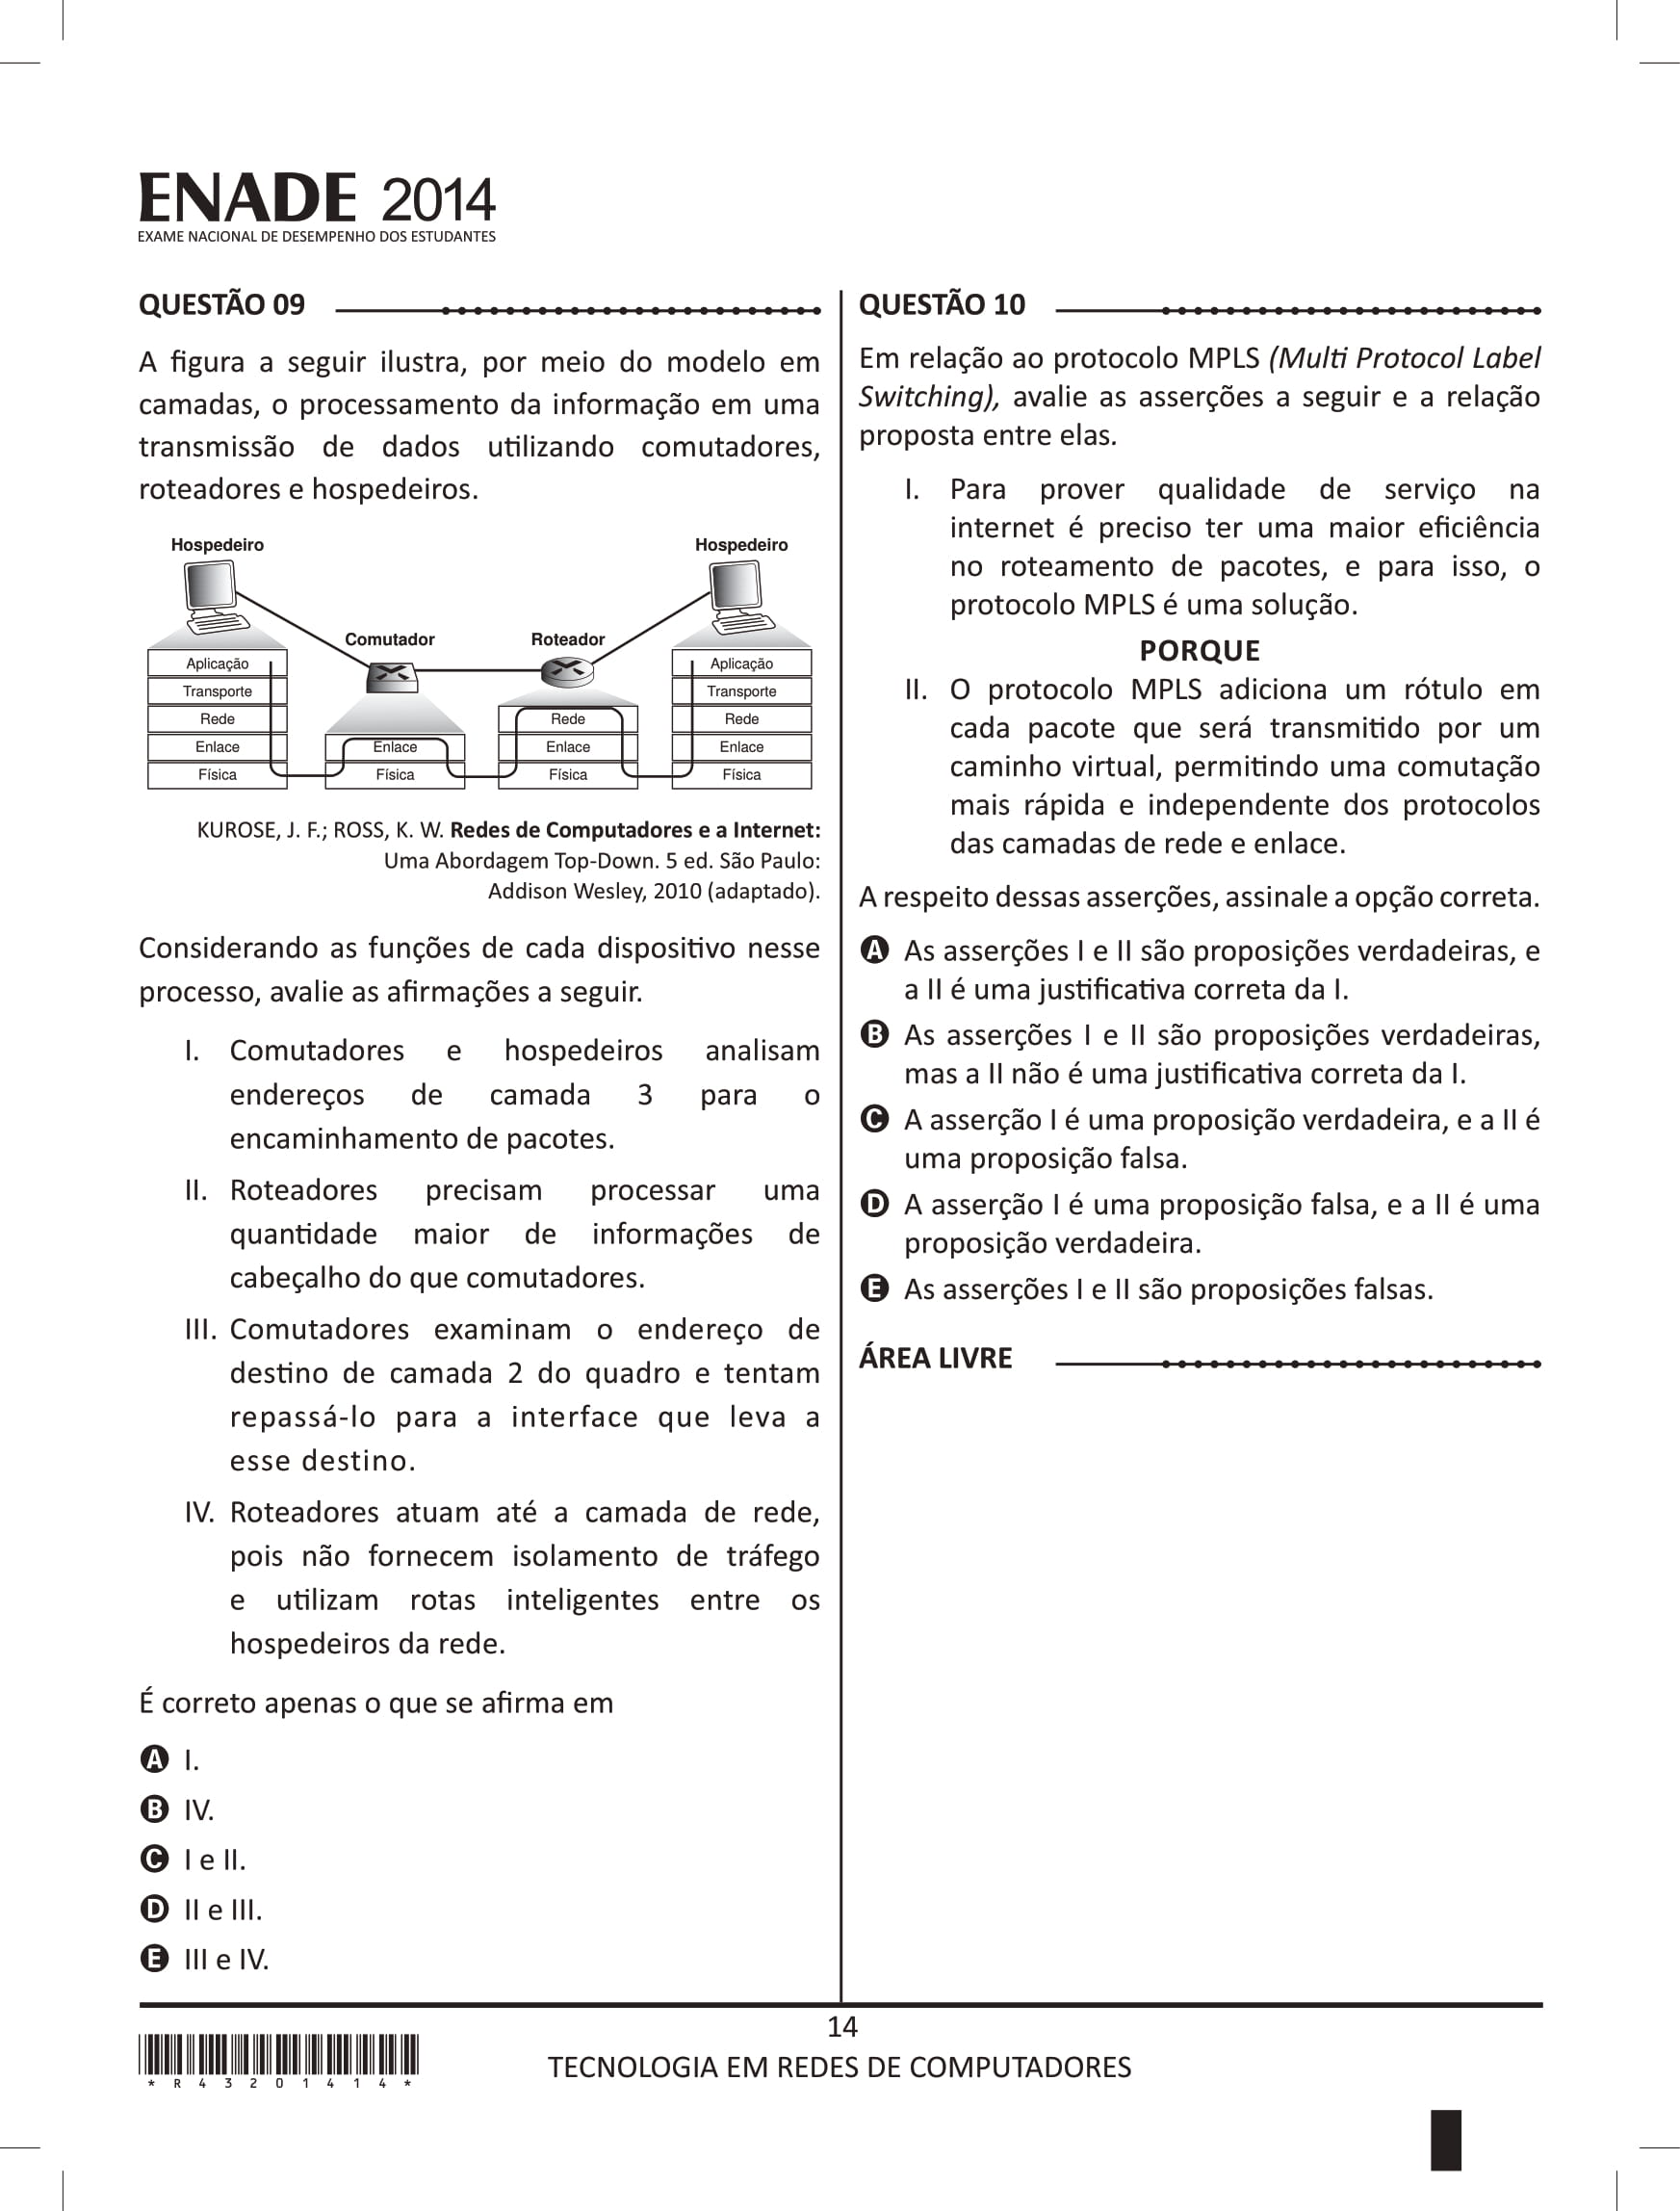 ENADE 2014
EXAME NACIONAL DE DESEMPENHO DOS ESTUDANTES
QUESTÃO 09
A figura a seguir ilustra, por meio do modelo em
camadas, o processamento da informação em uma
transmissão de dados utilizando comutadores,
roteadores e hospedeiros.
Hospedeiro
Hospedeiro
Comutador
Roteador
Aplicação
Transporte
Rede
Enlace
Física
Enlace
Física
Rede
Enlace
Física
Aplicação
Transporte
Rede
Enlace
Física
KUROSE, J. F.; ROSS, K. W. Redes de Computadores e a Internet:
Uma Abordagem Top-Down. 5 ed. São Paulo:
Addison Wesley, 2010 (adaptado).
Considerando as funções de cada dispositivo nesse
processo, avalie as afirmações a seguir.
I. Comutadores e hospedeiros analisam
endereços de camada 3 para o
encaminhamento de pacotes.
II. Roteadores precisam processar uma
quantidade maior de informações de
cabeçalho do que comutadores.
III. Comutadores examinam o endereço de
destino de camada 2 do quadro e tentam
repassá-lo para a interface que leva a
esse destino.
IV. Roteadores atuam até a camada de rede,
pois não fornecem isolamento de tráfego
e utilizam rotas inteligentes entre os
hospedeiros da rede.
É correto apenas o que se afirma em
A I.
B IV.
C I e II.
D II e III.
E III e IV.
QUESTÃO 10
Em relação ao protocolo MPLS (Multi Protocol Label
Switching), avalie as asserções a seguir e a relação
proposta entre elas.
I. Para prover qualidade de serviço na
internet é preciso ter uma maior eficiência
no roteamento de pacotes, e para isso, o
protocolo MPLS é uma solução.
PORQUE
II. O protocolo MPLS adiciona um rótulo em
cada pacote que será transmitido por um
caminho virtual, permitindo uma comutação
mais rápida e independente dos protocolos
das camadas de rede e enlace.
A respeito dessas asserções, assinale a opção correta.
A As asserções I e II são proposições verdadeiras, e
a II é uma justificativa correta da I.
B As asserções I e II são proposições verdadeiras,
mas a II não é uma justificativa correta da I.
C A asserção I é uma proposição verdadeira, e a II é
uma proposição falsa.
D A asserção I é uma proposição falsa, e a II é uma
proposição verdadeira.
E As asserções I e II são proposições falsas.
ÁREA LIVRE
14
TECNOLOGIA EM REDES DE COMPUTADORES
* R 4 3 2 0 1 4 1 4 *